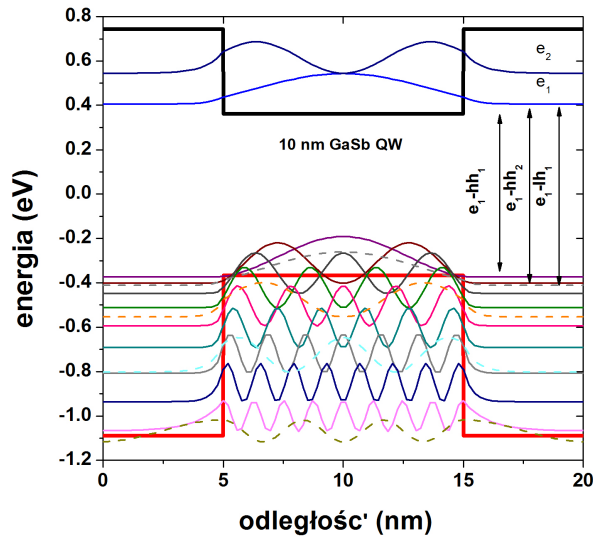 0.8
0.6
0.4
0.2
0.0
-0.2
-0.4
-0.6
-0.8
-1.0
-1.2
energia (eV)
e₂
e₁
10 nm GaSb QW
e₁-hh₁
e₁-hh₂
e₁-lh₁
0 5 10 15 20
odległośc' (nm)